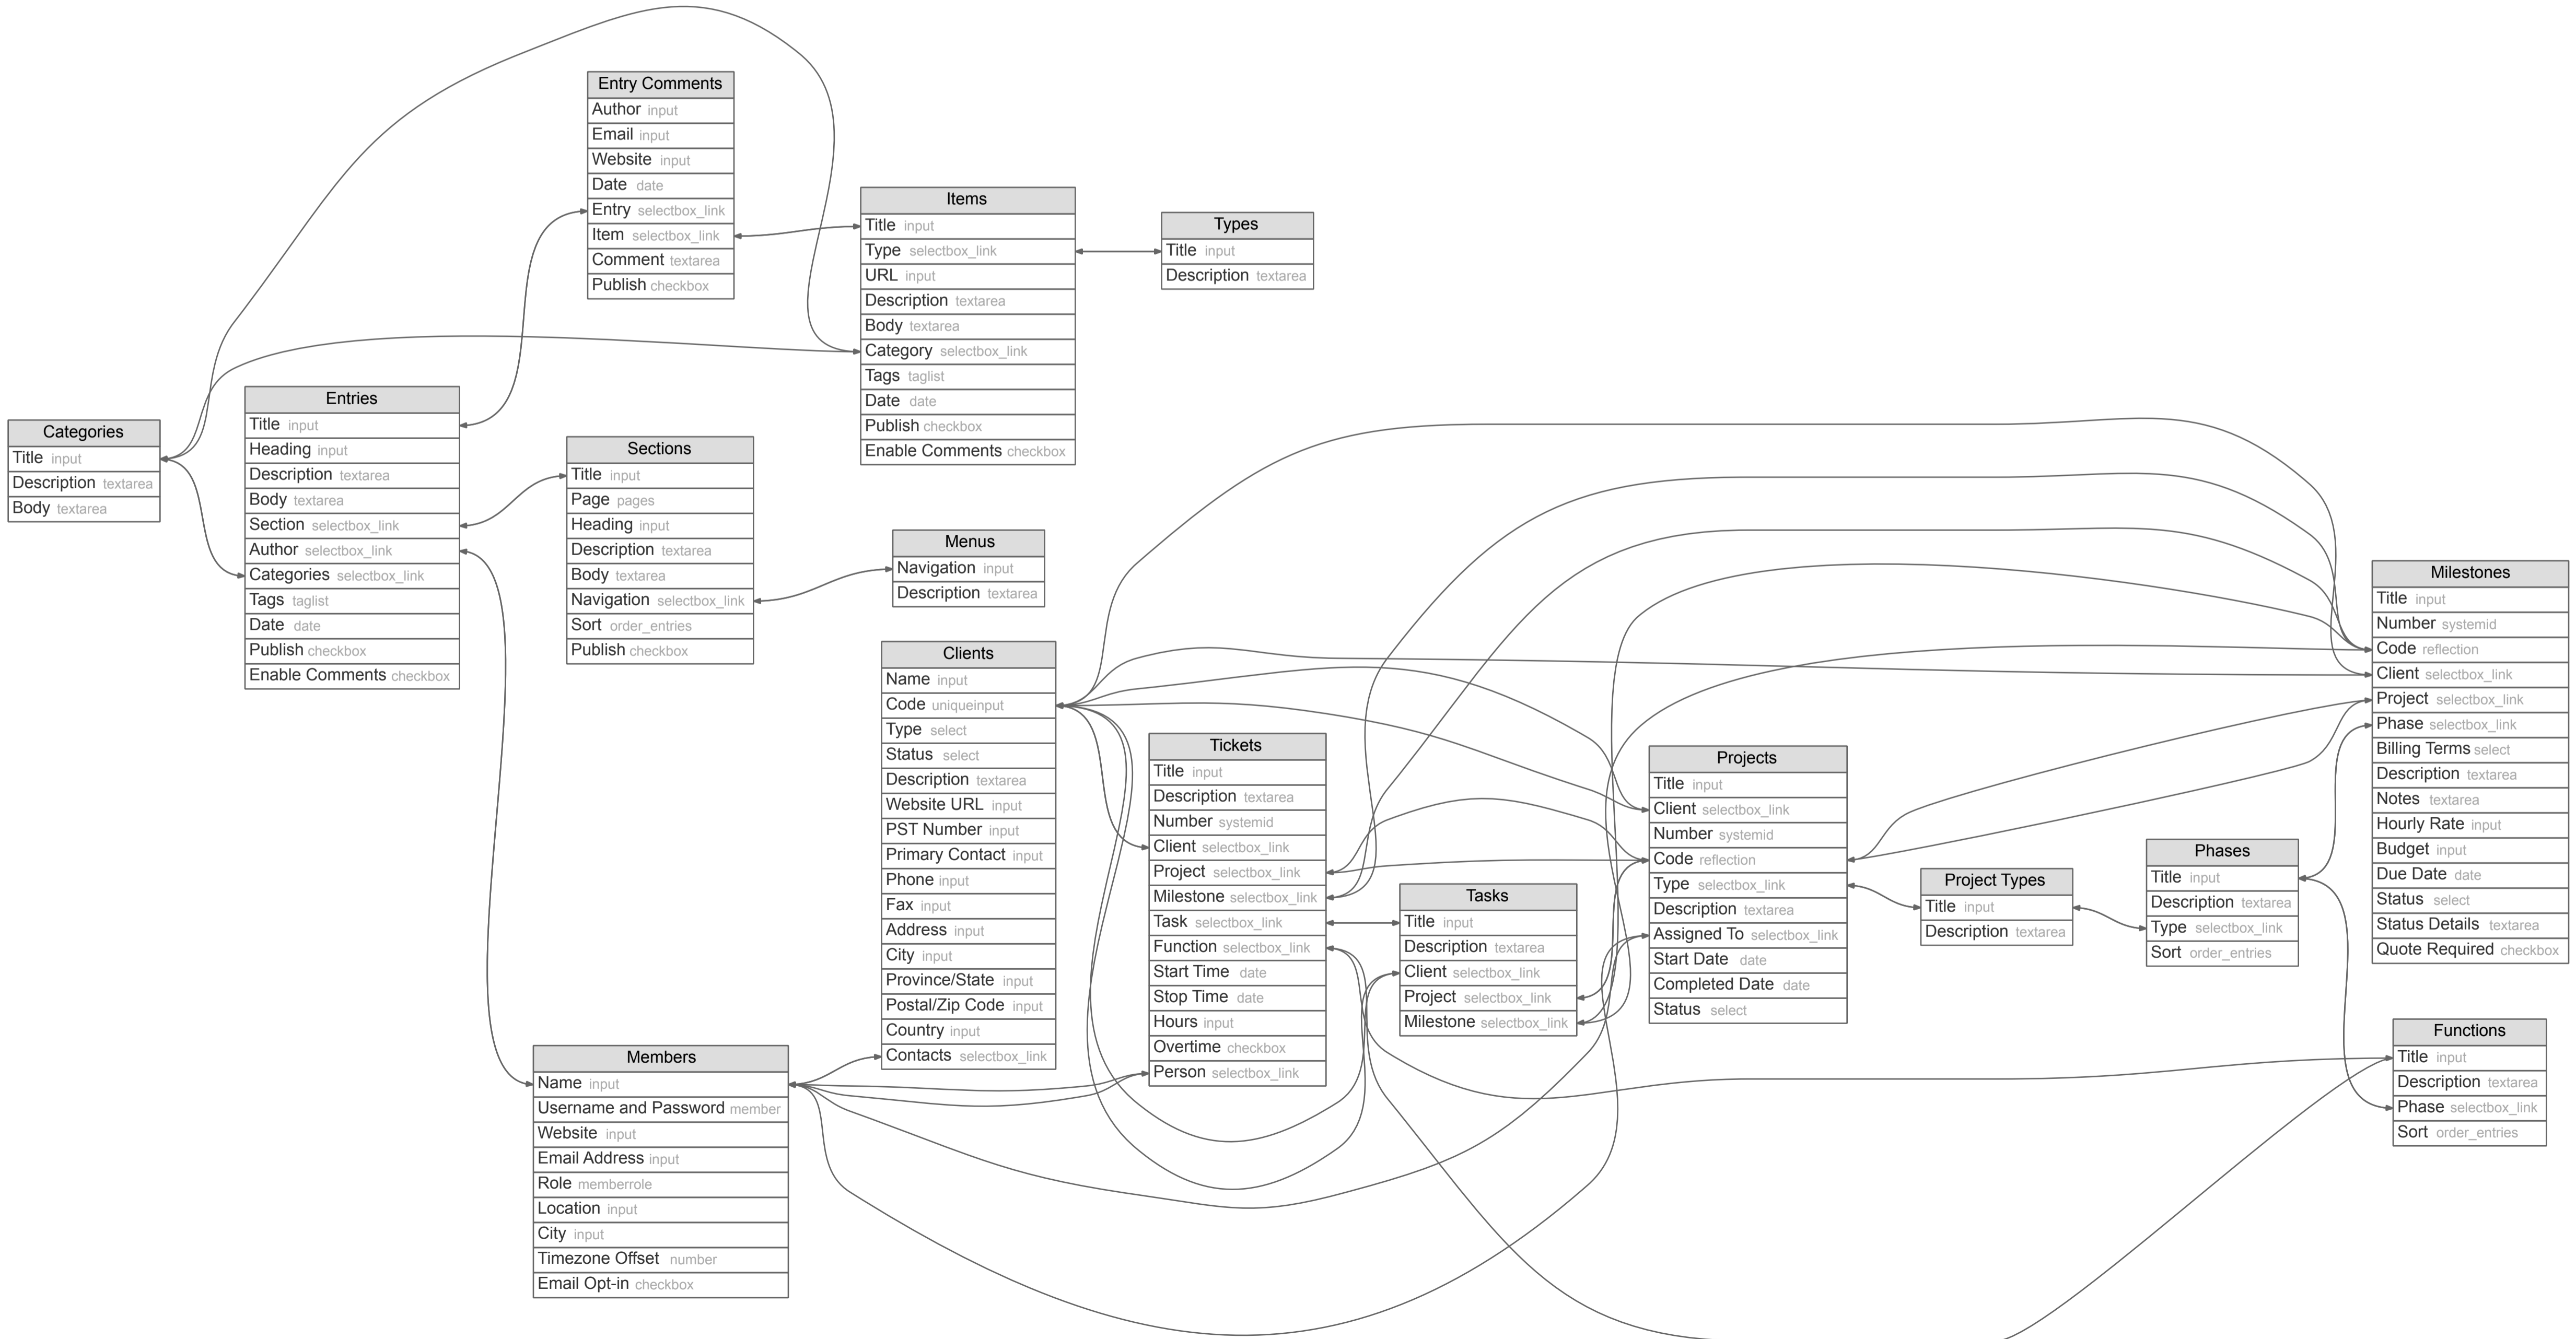 Entry Comments
Author input
Email input
Website input
Date date
Entry selectbox_link
Item selectbox_link
Comment textarea
Publish checkbox
Items
Title input
Type selectbox_link
URL input
Description textarea
Body textarea
Category selectbox_link
Tags taglist
Date date
Publish checkbox
Enable Comments checkbox
Types
Title input
Description textarea
Categories
Title input
Description textarea
Body textarea
Entries
Title input
Heading input
Description textarea
Body textarea
Section selectbox_link
Author selectbox_link
Categories selectbox_link
Tags taglist
Date date
Publish checkbox
Enable Comments checkbox
Sections
Title input
Page pages
Heading input
Description textarea
Body textarea
Navigation selectbox_link
Sort order_entries
Publish checkbox
Menus
Navigation input
Description textarea
Clients
Name input
Code uniqueinput
Type select
Status select
Description textarea
Website URL input
PST Number input
Primary Contact input
Phone input
Fax input
Address input
City input
Province/State input
Postal/Zip Code input
Country input
Contacts selectbox_link
Members
Name input
Username and Password member
Website input
Email Address input
Role memberrole
Location input
City input
Timezone Offset number
Email Opt-in checkbox
Tickets
Title input
Description textarea
Number systemid
Client selectbox_link
Project selectbox_link
Milestone selectbox_link
Task selectbox_link
Function selectbox_link
Start Time date
Stop Time date
Hours input
Overtime checkbox
Person selectbox_link
Tasks
Title input
Description textarea
Client selectbox_link
Project selectbox_link
Milestone selectbox_link
Projects
Title input
Client selectbox_link
Number systemid
Code reflection
Type selectbox_link
Description textarea
Assigned To selectbox_link
Start Date date
Completed Date date
Status select
Project Types
Title input
Description textarea
Phases
Title input
Description textarea
Type selectbox_link
Sort order_entries
Milestones
Title input
Number systemid
Code reflection
Client selectbox_link
Project selectbox_link
Phase selectbox_link
Billing Terms select
Description textarea
Notes textarea
Hourly Rate input
Budget input
Due Date date
Status select
Status Details textarea
Quote Required checkbox
Functions
Title input
Description textarea
Phase selectbox_link
Sort order_entries